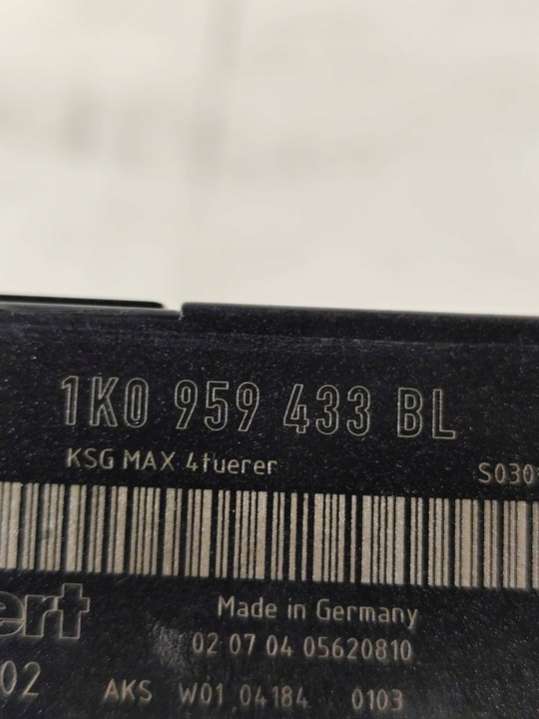 1K0 959 433 BL
KSG MAX 4tuerer
S030
Made in Germany
02 07 04 05620810
02
AKS W01 04184 0103